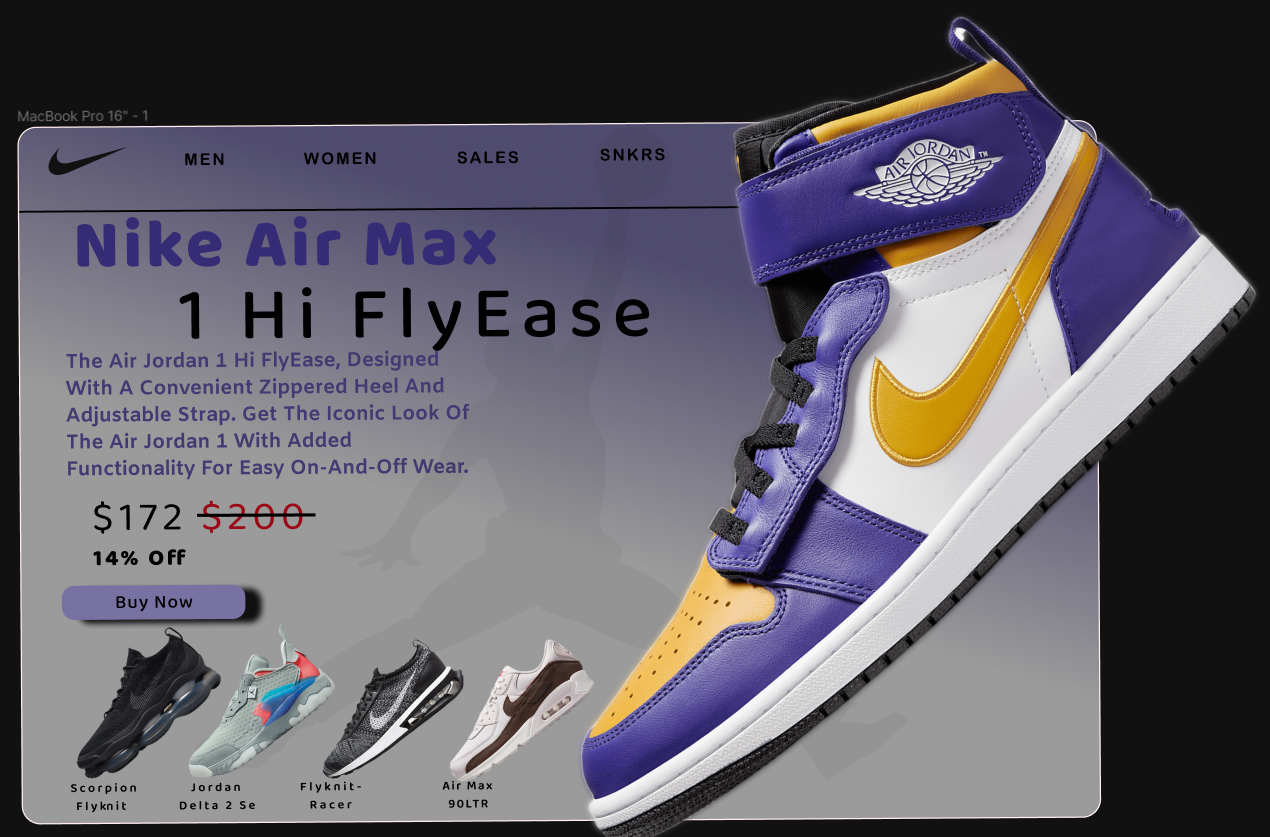 MacBook Pro 16" - 1
MEN WOMEN SALES SNKRS
AIR JORDAN TM
Nike Air Max
1 Hi FlyEase
The Air Jordan 1 Hi FlyEase, Designed
With A Convenient Zippered Heel And
Adjustable Strap. Get The Iconic Look Of
The Air Jordan 1 With Added
Functionality For Easy On-And-Off Wear.
$172 $200
14% Off
Buy Now
Scorpion
Flyknit
Jordan
Delta 2 Se
Flyknit-
Racer
Air Max
90LTR